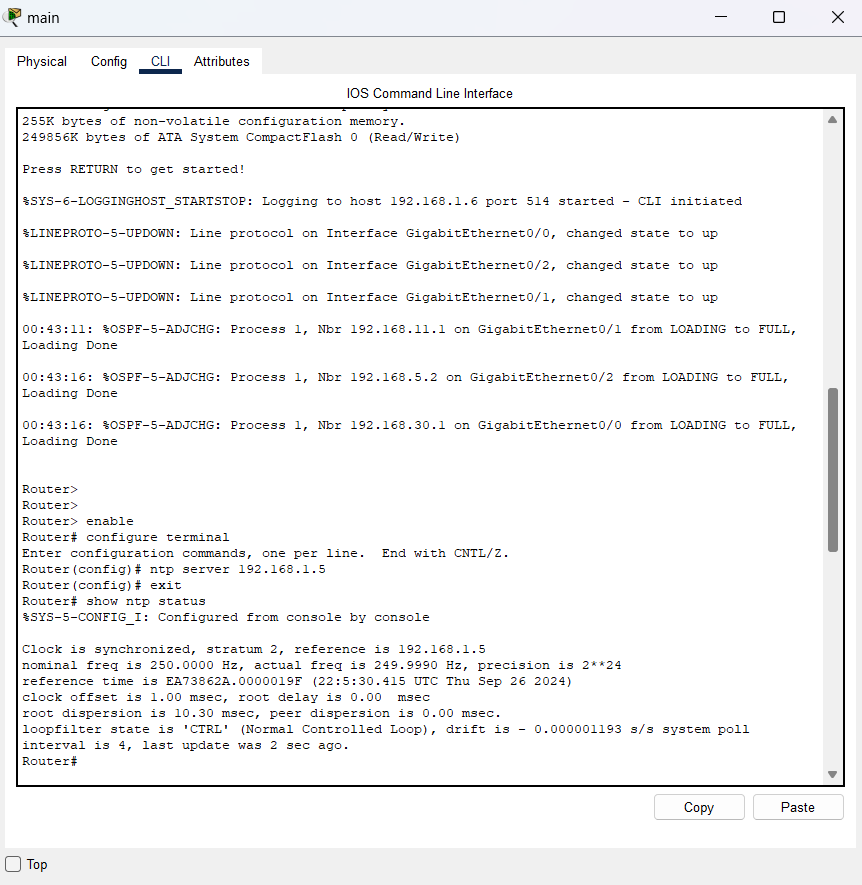 main
Physical Config CLI Attributes
IOS Command Line Interface
255K bytes of non-volatile configuration memory.
249856K bytes of ATA System CompactFlash 0 (Read/Write)
Press RETURN to get started!
%SYS-6-LOGGINGHOST_STARTSTOP: Logging to host 192.168.1.6 port 514 started - CLI initiated
%LINEPROTO-5-UPDOWN: Line protocol on Interface GigabitEthernet0/0, changed state to up
%LINEPROTO-5-UPDOWN: Line protocol on Interface GigabitEthernet0/2, changed state to up
%LINEPROTO-5-UPDOWN: Line protocol on Interface GigabitEthernet0/1, changed state to up
00:43:11: %OSPF-5-ADJCHG: Process 1, Nbr 192.168.11.1 on GigabitEthernet0/1 from LOADING to FULL,
Loading Done
00:43:16: %OSPF-5-ADJCHG: Process 1, Nbr 192.168.5.2 on GigabitEthernet0/2 from LOADING to FULL,
Loading Done
00:43:16: %OSPF-5-ADJCHG: Process 1, Nbr 192.168.30.1 on GigabitEthernet0/0 from LOADING to FULL,
Loading Done
Router>
Router>
Router> enable
Router# configure terminal
Enter configuration commands, one per line.  End with CNTL/Z.
Router(config)# ntp server 192.168.1.5
Router(config)# exit
Router# show ntp status
%SYS-5-CONFIG_I: Configured from console by console
Clock is synchronized, stratum 2, reference is 192.168.1.5
nominal freq is 250.0000 Hz, actual freq is 249.9990 Hz, precision is 2**24
reference time is EA73862A.0000019F (22:5:30.415 UTC Thu Sep 26 2024)
clock offset is 1.00 msec, root delay is 0.00  msec
root dispersion is 10.30 msec, peer dispersion is 0.00 msec.
loopfilter state is 'CTRL' (Normal Controlled Loop), drift is - 0.000001193 s/s system poll
interval is 4, last update was 2 sec ago.
Router#
Copy Paste
Top